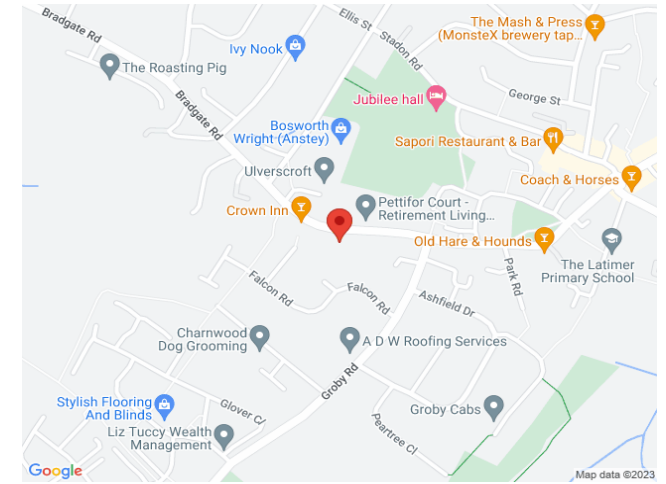 Bradgate Rd
Ellis St
Stadon Rd
The Mash & Press
(MonsteX brewery tap...
Ivy Nook
The Roasting Pig
Jubilee hall
George St
Bradgate Rd
Bosworth
Wright (Anstey)
Sapori Restaurant & Bar
Ulverscroft
Coach & Horses
Pettifor Court -
Retirement Living...
Crown Inn
Old Hare & Hounds
The Latimer
Primary School
Park Rd
Falcon Rd
Falcon Rd
Ashfield Dr
Charnwood
Dog Grooming
A D W Roofing Services
Groby Rd
Stylish Flooring
And Blinds
Glover C/
Groby Cabs
Peartree Cl
Liz Tuccy Wealth
Management
Google
Map data ©2023